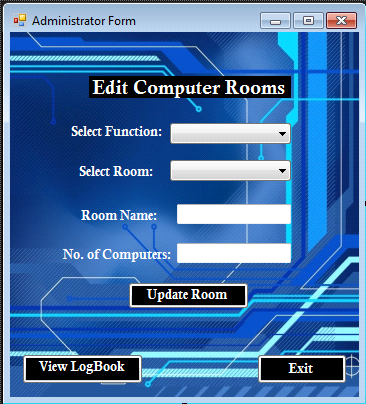 Administrator Form
Edit Computer Rooms
Select Function:
Select Room:
Room Name:
No. of Computers:
Update Room
View LogBook
Exit